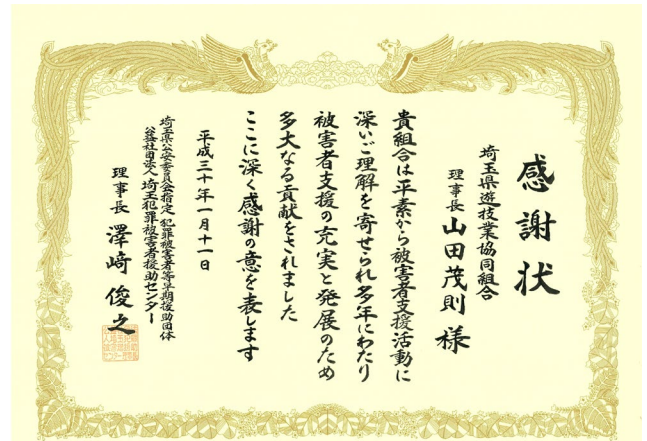 感謝状
埼玉県遊技業協同組合
理事長 山田茂則 様
貴組合は平素から被害者支援活動に
深いご理解を寄せられ多年にわたり
被害者支援の充実と発展のため
多大なる貢献をされました
ここに深く感謝の意を表します
平成三十年一月十一日
埼玉県公安委員会指定 犯罪被害者等早期援助団体
公益社団法人 埼玉犯罪被害者援助センター
理事長 澤﨑俊之